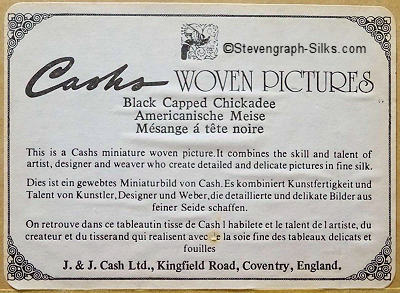 ©Stevengraph-Silks.com
Cashs WOVEN PICTURES
Black Capped Chickadee
Americanische Meise
Mésange á tête noire
This is a Cashs miniature woven picture. It combines the skill and talent of
artist, designer and weaver who create detailed and delicate pictures in fine silk.
Dies ist ein gewebtes Miniaturbild von Cash. Es kombiniert Kunstfertigkeit und
Talent von Kunstler, Designer und Weber, die detaillierte und delikate Bilder aus
feiner Seide schaffen.
On retrouve dans ce tableautin tisse de Cash l habilete et le talent de l artiste, du
createur et du tisserand qui realisent avec de la soie fine des tableaux delicats et
fouilles
J. & J. Cash Ltd., Kingfield Road, Coventry, England.